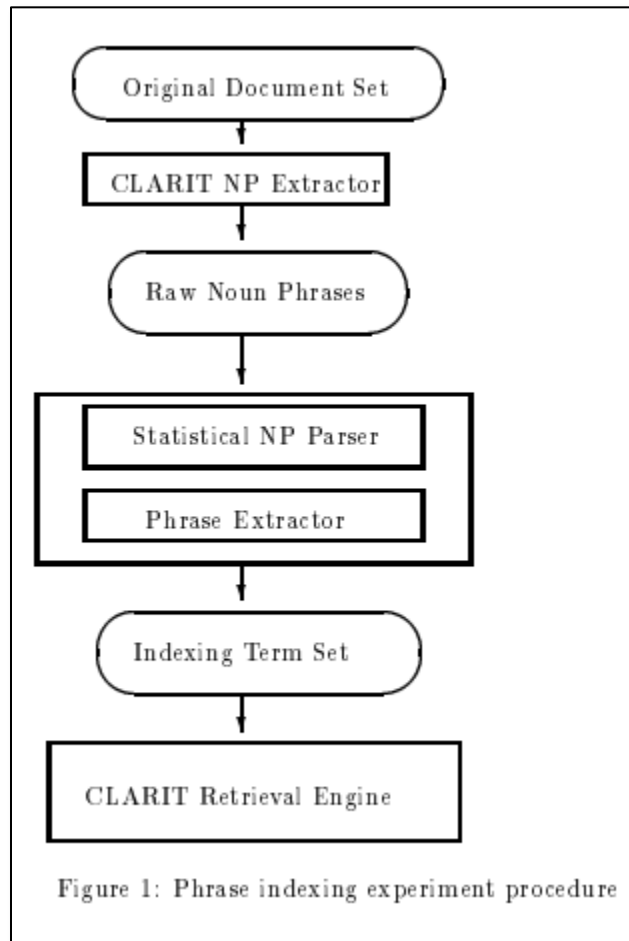 Original Document Set
CLARIT NP Extractor
Raw Noun Phrases
Statistical NP Parser
Phrase Extractor
Indexing Term Set
CLARIT Retrieval Engine
Figure 1: Phrase indexing experiment procedure